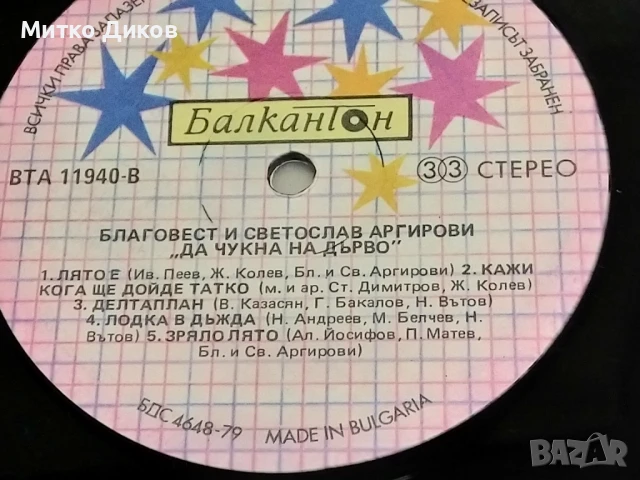 Митко Диков
ВСИЧКИ ПРАВА ЗАПАЗЕ
ЗАПИСЪТ ЗАБРАНЕН
БалканТон
ВТА 11940-В
33 СТЕРЕО
БЛАГОВЕСТ И СВЕТОСЛАВ АРГИРОВИ
„ДА ЧУКНА НА ДЪРВО"
1. ЛЯТО Е (Ив. Пеев, Ж. Колев, Бл. и Св. Аргирови) 2. КАЖИ
КОГА ЩЕ ДОЙДЕ ТАТКО (м. и ар. Ст. Димитров, Ж. Колев)
3. ДЕЛТАПЛАН (В. Казасян, Г. Бакалов, Н. Вътов)
4. ЛОДКА В ДЪЖДА (Н. Андреев, М. Белчев, Н.
Вътов) 5. ЗРЯЛО ЛЯТО (Ал. Йосифов, П. Матев,
Бл. и Св. Аргирови)
БДС 4648-79 MADE IN BULGARIA
BAZAR